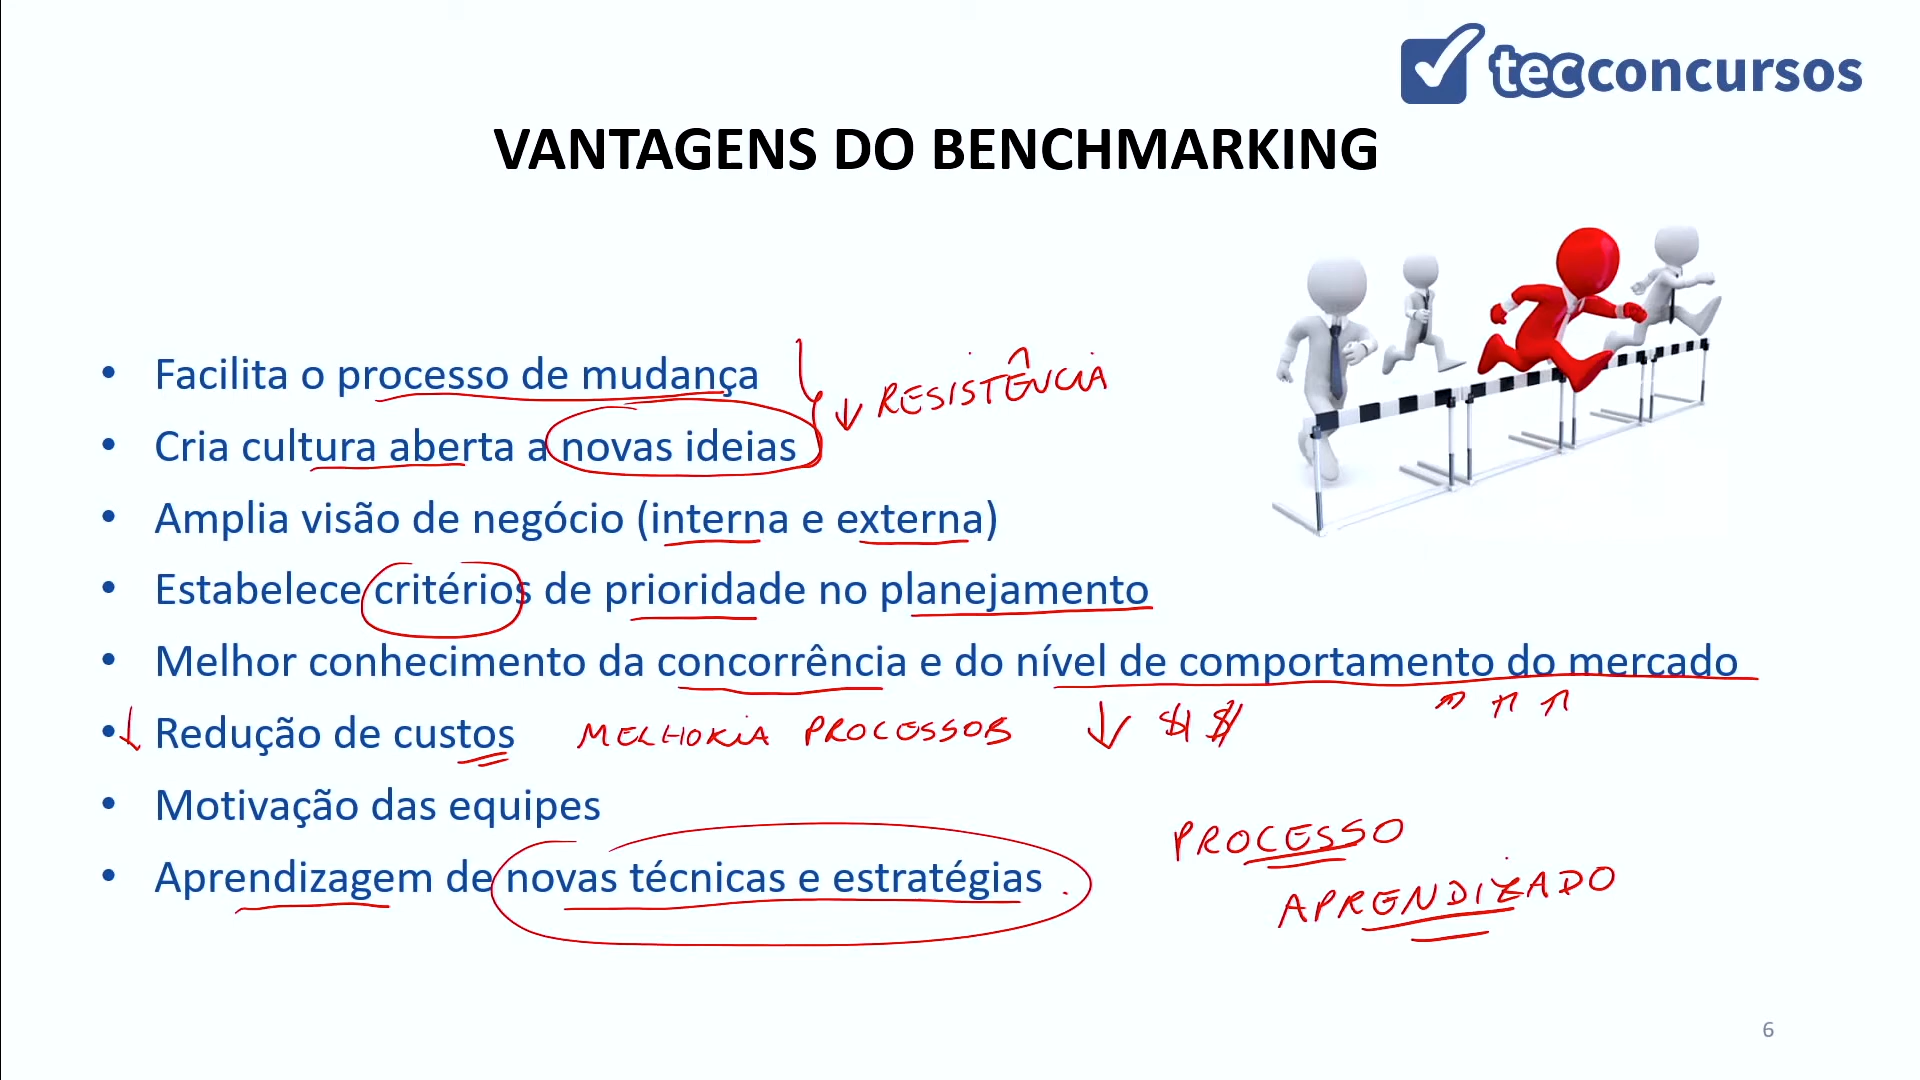 tecconcursos
VANTAGENS DO BENCHMARKING
• Facilita o processo de mudança
↓ RESISTÊNCIA
• Cria cultura aberta a novas ideias
• Amplia visão de negócio (interna e externa)
• Estabelece critérios de prioridade no planejamento
• Melhor conhecimento da concorrência e do nível de comportamento do mercado
• ↓ Redução de custos MELHORIA PROCESSOS ↓ $ $
• Motivação das equipes
PROCESSO
• Aprendizagem de novas técnicas e estratégias
APRENDIZADO
6